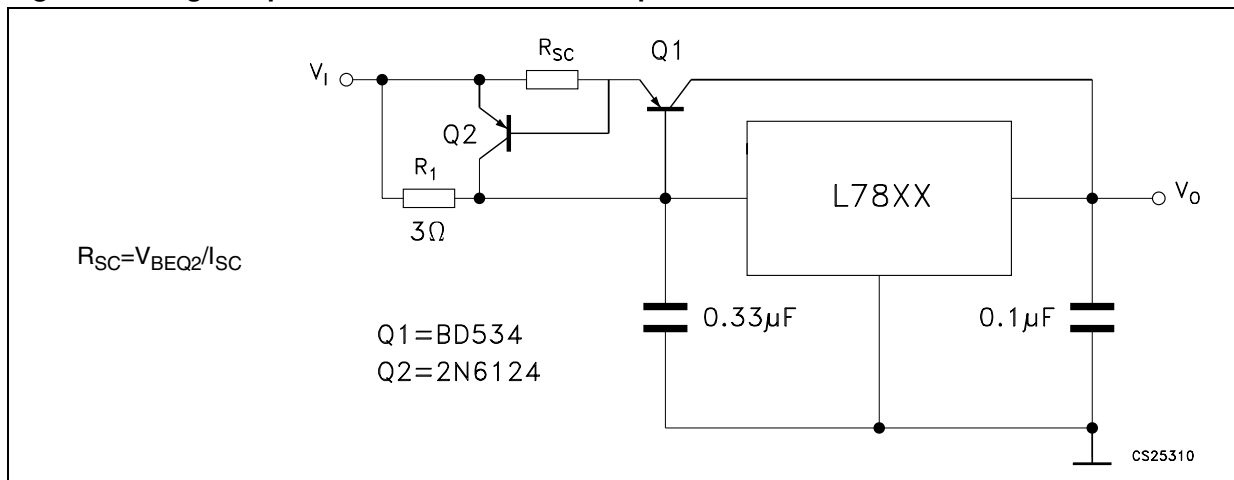 R_SC
Q1
V_I
Q2
R_1
3Ω
L78XX
V_O
R_SC=V_BEQ2/I_SC
0.33μF
0.1μF
Q1=BD534
Q2=2N6124
CS25310